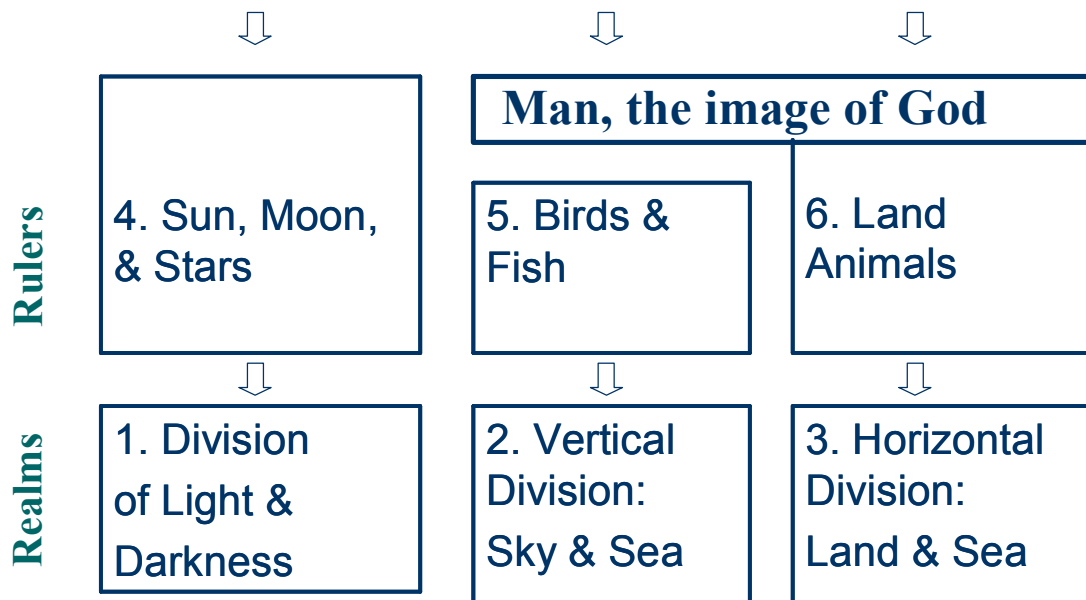 Man, the image of God
Rulers
4. Sun, Moon,
& Stars
5. Birds &
Fish
6. Land
Animals
Realms
1. Division
of Light &
Darkness
2. Vertical
Division:
Sky & Sea
3. Horizontal
Division:
Land & Sea